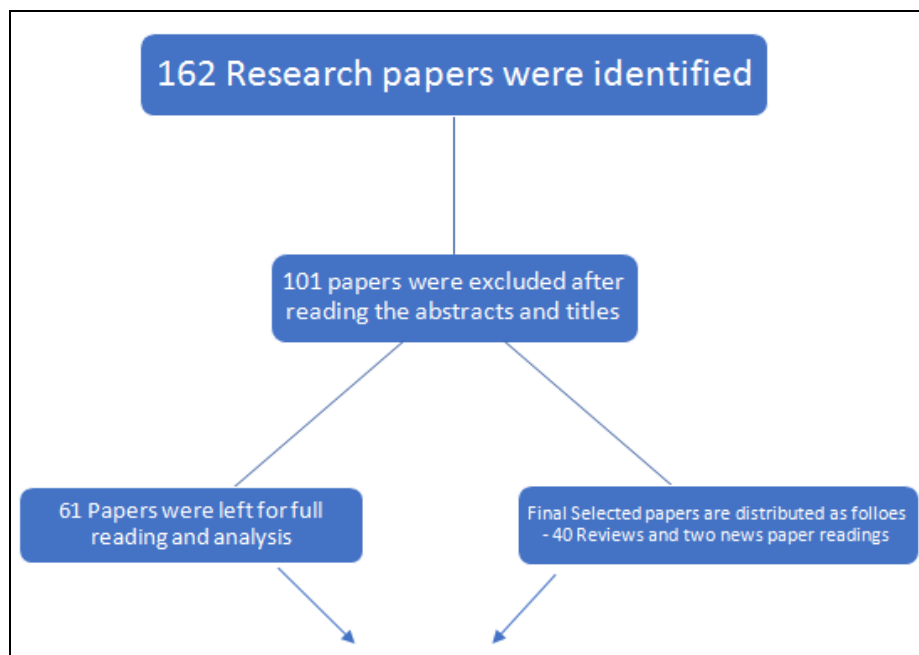 162 Research papers were identified
101 papers were excluded after
reading the abstracts and titles
61 Papers were left for full
reading and analysis
Final Selected papers are distributed as folloes
- 40 Reviews and two news paper readings